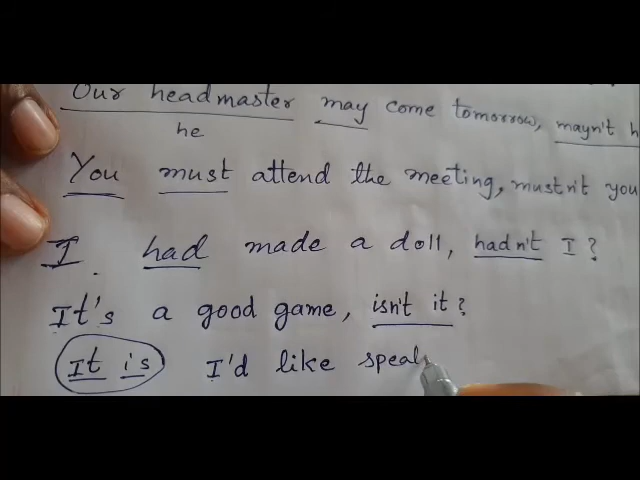 Our headmaster may come tomorrow, mayn't h
he
You must attend the meeting, mustn't you
I had made a doll, hadn't I?
It's a good game, isn't it?
It is I'd like speak